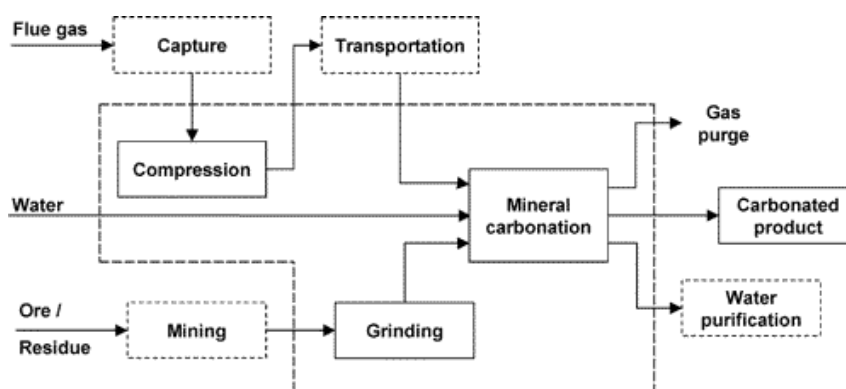 Flue gas
Capture
Transportation
Gas
purge
Compression
Water
Mineral
carbonation
Carbonated
product
Ore /
Residue
Mining
Grinding
Water
purification